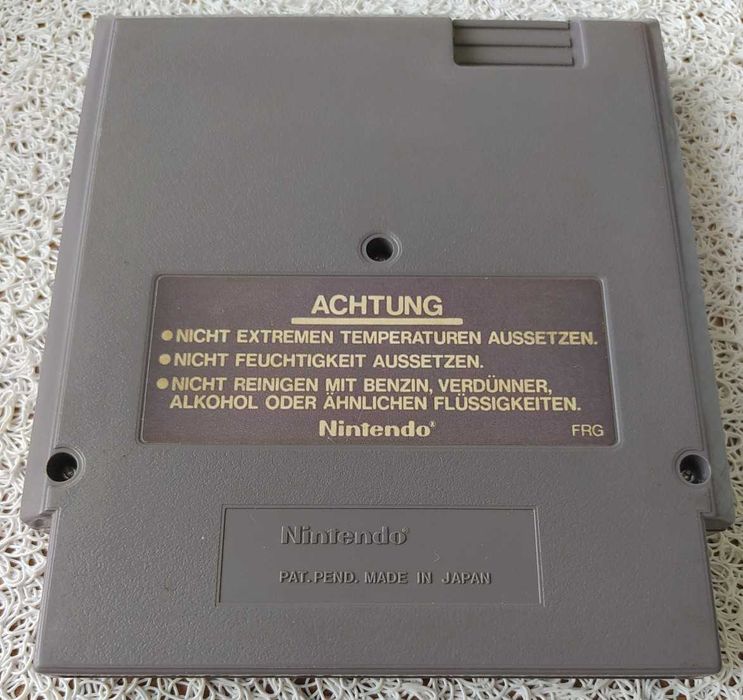 ACHTUNG
● NICHT EXTREMEN TEMPERATUREN AUSSETZEN.
● NICHT FEUCHTIGKEIT AUSSETZEN.
● NICHT REINIGEN MIT BENZIN, VERDÜNNER,
ALKOHOL ODER ÄHNLICHEN FLÜSSIGKEITEN.
Nintendo®
FRG
Nintendo®
PAT. PEND. MADE IN JAPAN